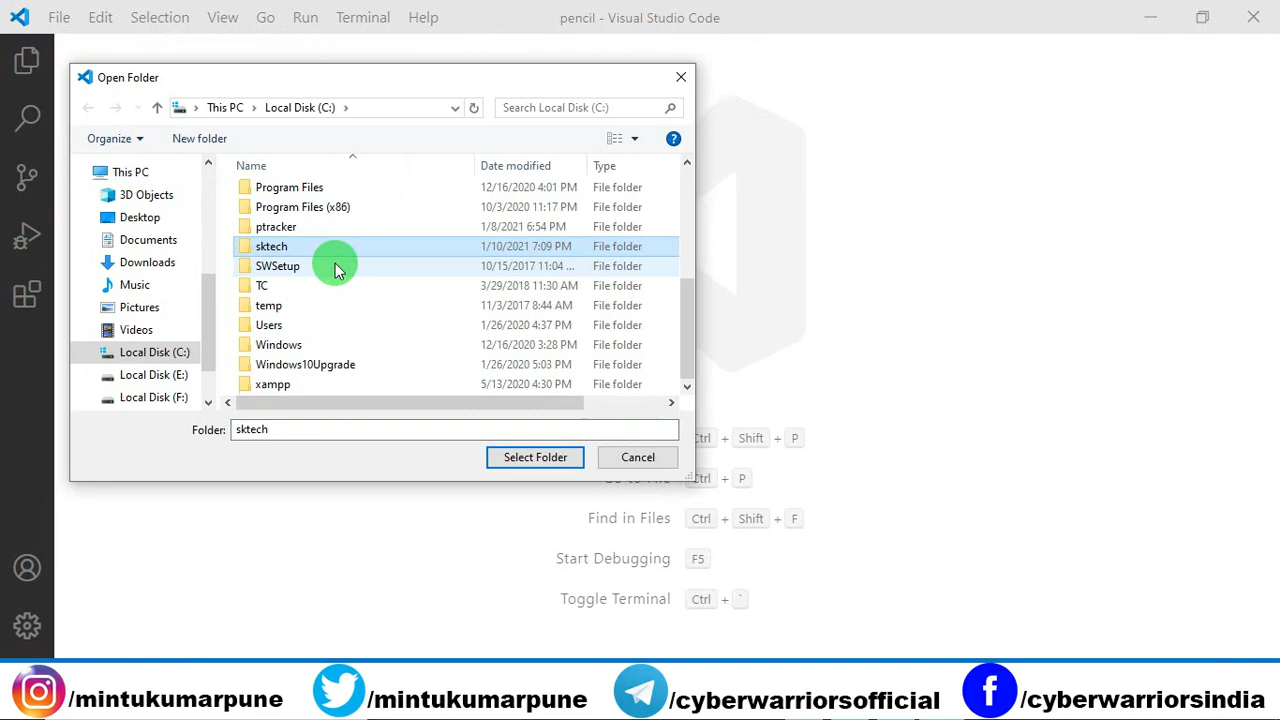 File Edit Selection View Go Run Terminal Help pencil - Visual Studio Code
Open Folder
This PC Local Disk (C:) Search Local Disk (C:)
Organize New folder
This PC
3D Objects
Desktop
Documents
Downloads
Music
Pictures
Videos
Local Disk (C:)
Local Disk (E:)
Local Disk (F:)
Name Date modified Type
Program Files 12/16/2020 4:01 PM File folder
Program Files (x86) 10/3/2020 11:17 PM File folder
ptracker 1/8/2021 6:54 PM File folder
sktech 1/10/2021 7:09 PM File folder
SWSetup 10/15/2017 11:04 ... File folder
TC 3/29/2018 11:30 AM File folder
temp 11/3/2017 8:44 AM File folder
Users 1/26/2020 4:37 PM File folder
Windows 12/16/2020 3:28 PM File folder
Windows10Upgrade 1/26/2020 5:03 PM File folder
xampp 5/13/2020 4:30 PM File folder
Folder: sktech
Select Folder Cancel
+ Shift + P
+ P
Find in Files Ctrl + Shift + F
Start Debugging F5
Toggle Terminal Ctrl + `
/mintukumarpune /mintukumarpune /cyberwarriorsofficial /cyberwarriorsindia